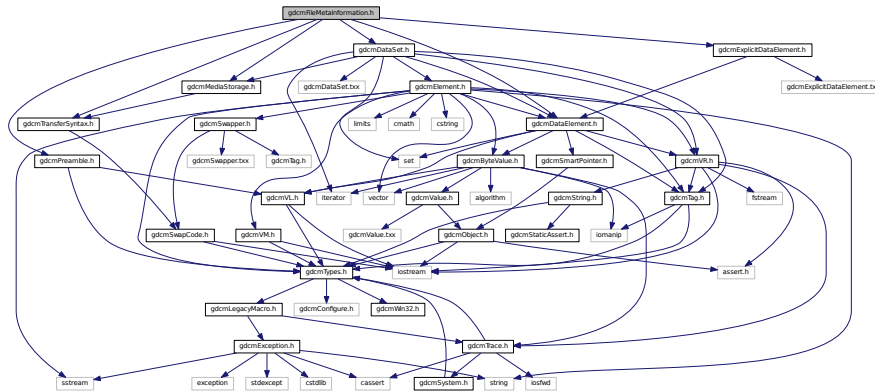 gdcmFileMetaInformation.h
gdcmDataSet.h
gdcmExplicitDataElement.h
gdcmMediaStorage.h
gdcmDataSet.txx
gdcmElement.h
gdcmExplicitDataElement.tx
gdcmTransferSyntax.h
gdcmSwapper.h
limits
cmath
cstring
gdcmDataElement.h
gdcmPreamble.h
gdcmSwapper.txx
gdcmTag.h
set
gdcmByteValue.h
gdcmSmartPointer.h
gdcmVR.h
gdcmVL.h
iterator
vector
gdcmValue.h
algorithm
gdcmString.h
gdcmTag.h
fstream
gdcmSwapCode.h
gdcmVM.h
gdcmValue.txx
gdcmObject.h
gdcmStaticAssert.h
iomanip
gdcmTypes.h
iostream
assert.h
gdcmLegacyMacro.h
gdcmConfigure.h
gdcmWin32.h
gdcmException.h
gdcmTrace.h
sstream
exception
stdexcept
cstdlib
cassert
gdcmSystem.h
string
iosfwd